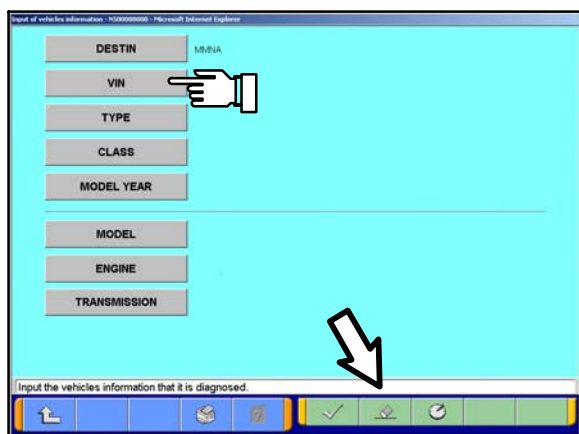 Input of vehicles information - NS00000000 - Microsoft Internet Explorer
DESTIN MMNA
VIN
TYPE
CLASS
MODEL YEAR
MODEL
ENGINE
TRANSMISSION
Input the vehicles information that it is diagnosed.